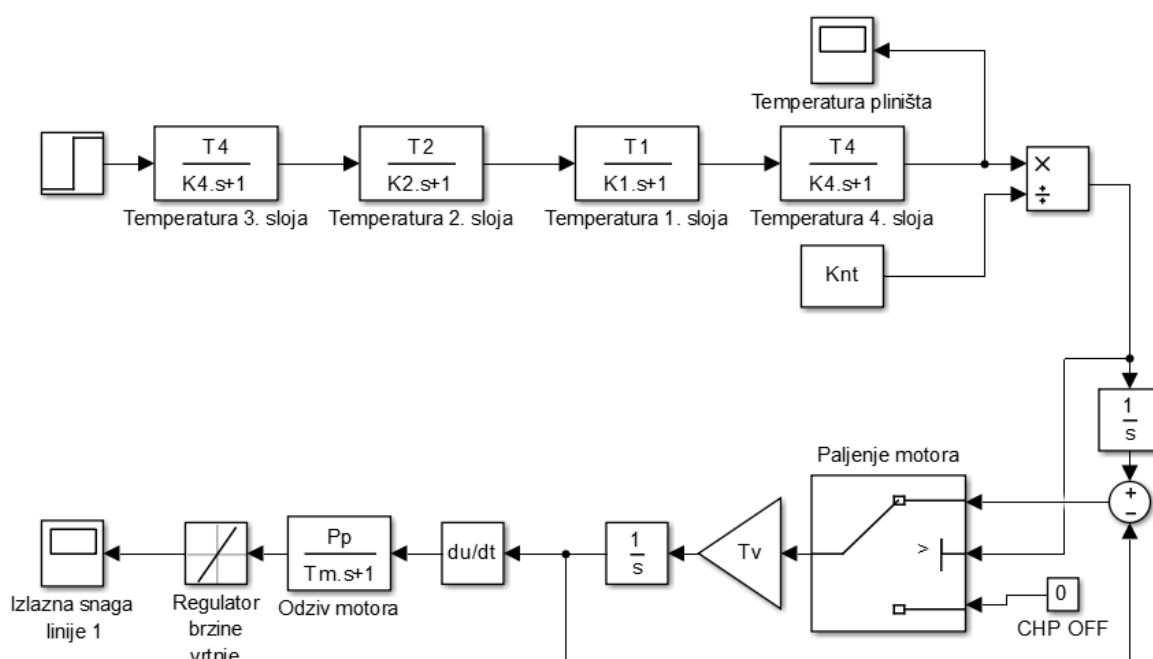 Temperatura pliništa
T4
K4.s+1
Temperatura 3. sloja
T2
K2.s+1
Temperatura 2. sloja
T1
K1.s+1
Temperatura 1. sloja
T4
K4.s+1
Temperatura 4. sloja
×
÷
Knt
1
s
+
−
Paljenje motora
>
0
CHP OFF
Tv
1
s
du/dt
Pp
Tm.s+1
Odziv motora
Regulator
brzine
vrtnje
Izlazna snaga
linije 1